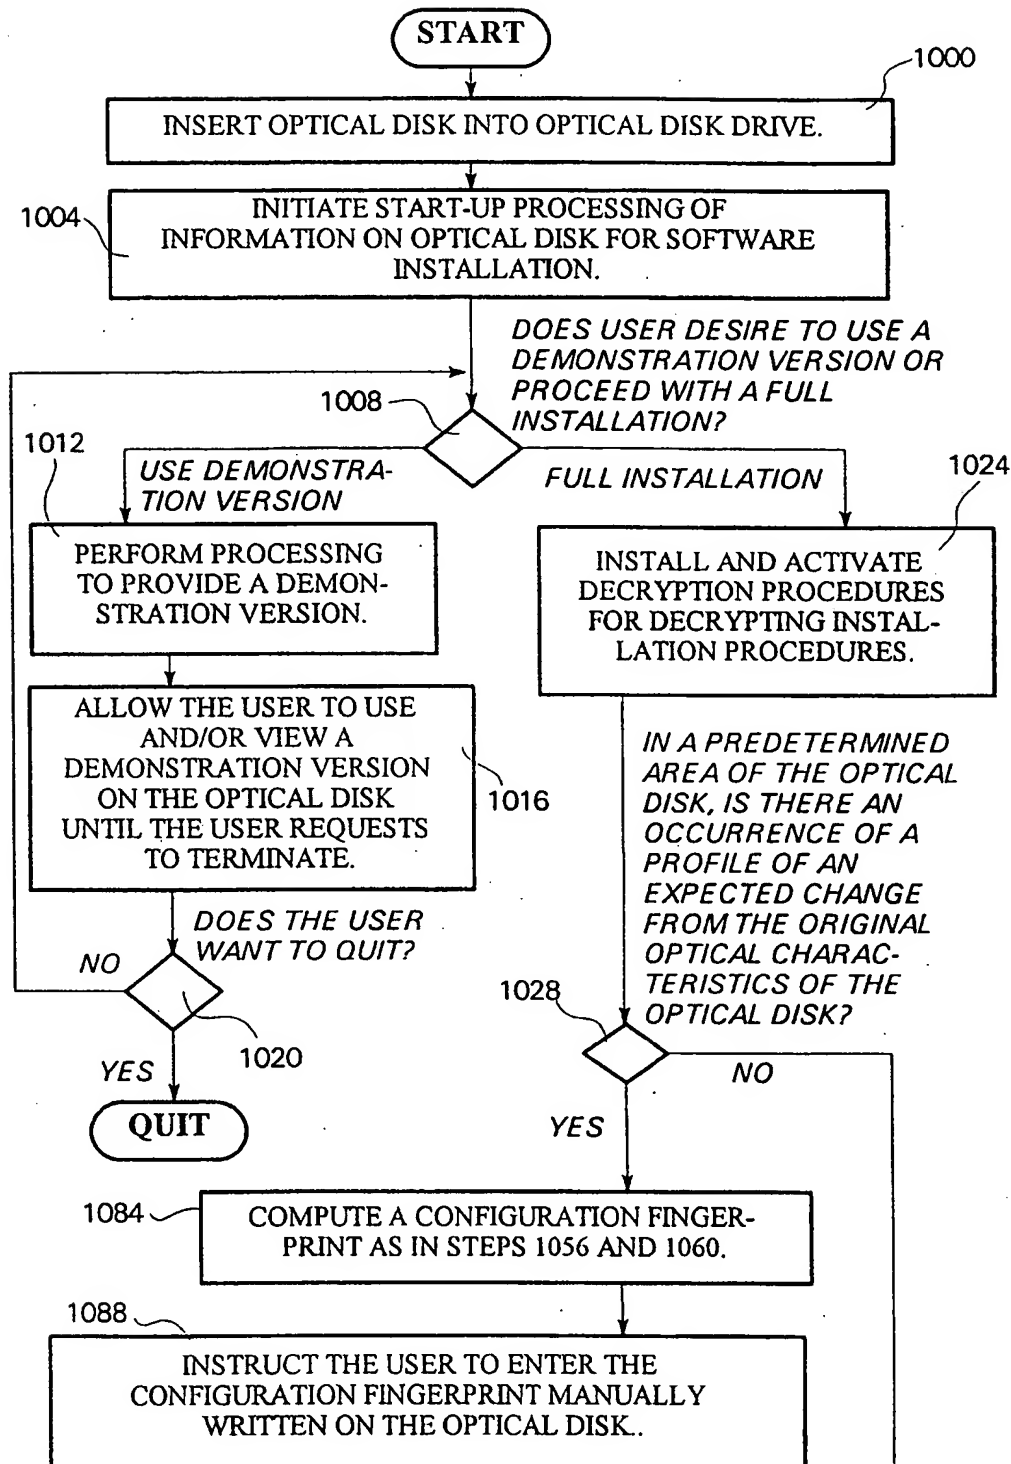 START
1000
INSERT OPTICAL DISK INTO OPTICAL DISK DRIVE.
1004
INITIATE START-UP PROCESSING OF
INFORMATION ON OPTICAL DISK FOR SOFTWARE
INSTALLATION.
DOES USER DESIRE TO USE A
DEMONSTRATION VERSION OR
PROCEED WITH A FULL
INSTALLATION?
1008
1012
USE DEMONSTRA-
TION VERSION
FULL INSTALLATION
1024
PERFORM PROCESSING
TO PROVIDE A DEMON-
STRATION VERSION.
INSTALL AND ACTIVATE
DECRYPTION PROCEDURES
FOR DECRYPTING INSTAL-
LATION PROCEDURES.
ALLOW THE USER TO USE
AND/OR VIEW A
DEMONSTRATION VERSION
ON THE OPTICAL DISK
UNTIL THE USER REQUESTS
TO TERMINATE.
1016
IN A PREDETERMINED
AREA OF THE OPTICAL
DISK, IS THERE AN
OCCURRENCE OF A
PROFILE OF AN
EXPECTED CHANGE
FROM THE ORIGINAL
OPTICAL CHARAC-
TERISTICS OF THE
OPTICAL DISK?
DOES THE USER
WANT TO QUIT?
NO
1020
YES
QUIT
1028
NO
YES
1084
COMPUTE A CONFIGURATION FINGER-
PRINT AS IN STEPS 1056 AND 1060.
1088
INSTRUCT THE USER TO ENTER THE
CONFIGURATION FINGERPRINT MANUALLY
WRITTEN ON THE OPTICAL DISK..